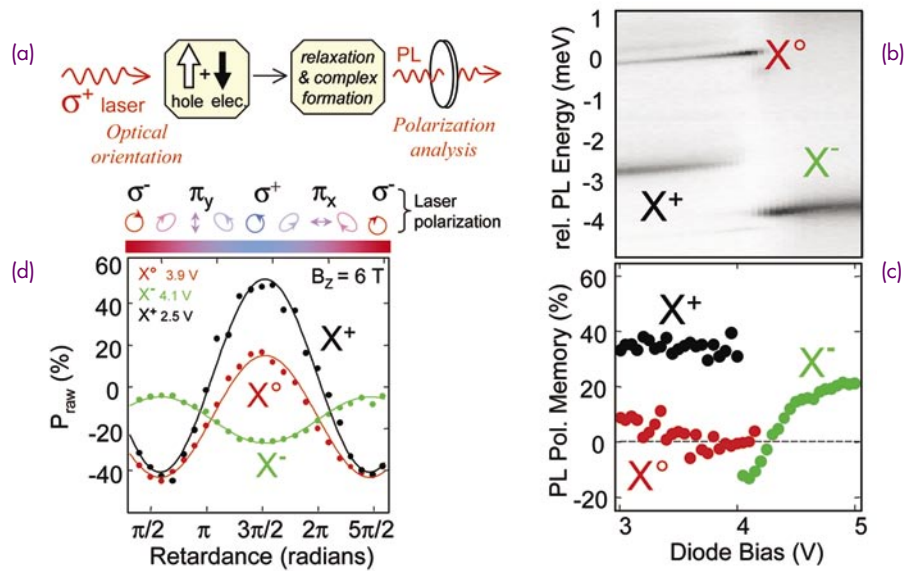 (a)
σ+ laser
Optical
orientation
hole + elec.
relaxation
& complex
formation
PL
Polarization
analysis
σ- πy σ+ πx σ-
Laser
polarization
(d)
60
40
20
0
-20
-40
-60
Praw (%)
X° 3.9 V
X- 4.1 V
X+ 2.5 V
Bz = 6 T
X+
X°
X-
π/2 π 3π/2 2π 5π/2
Retardance (radians)
(b)
1
0
-1
-2
-3
-4
rel. PL Energy (meV)
X°
X-
X+
(c)
60
40
20
0
-20
PL Pol. Memory (%)
X+
X-
X°
3 4 5
Diode Bias (V)